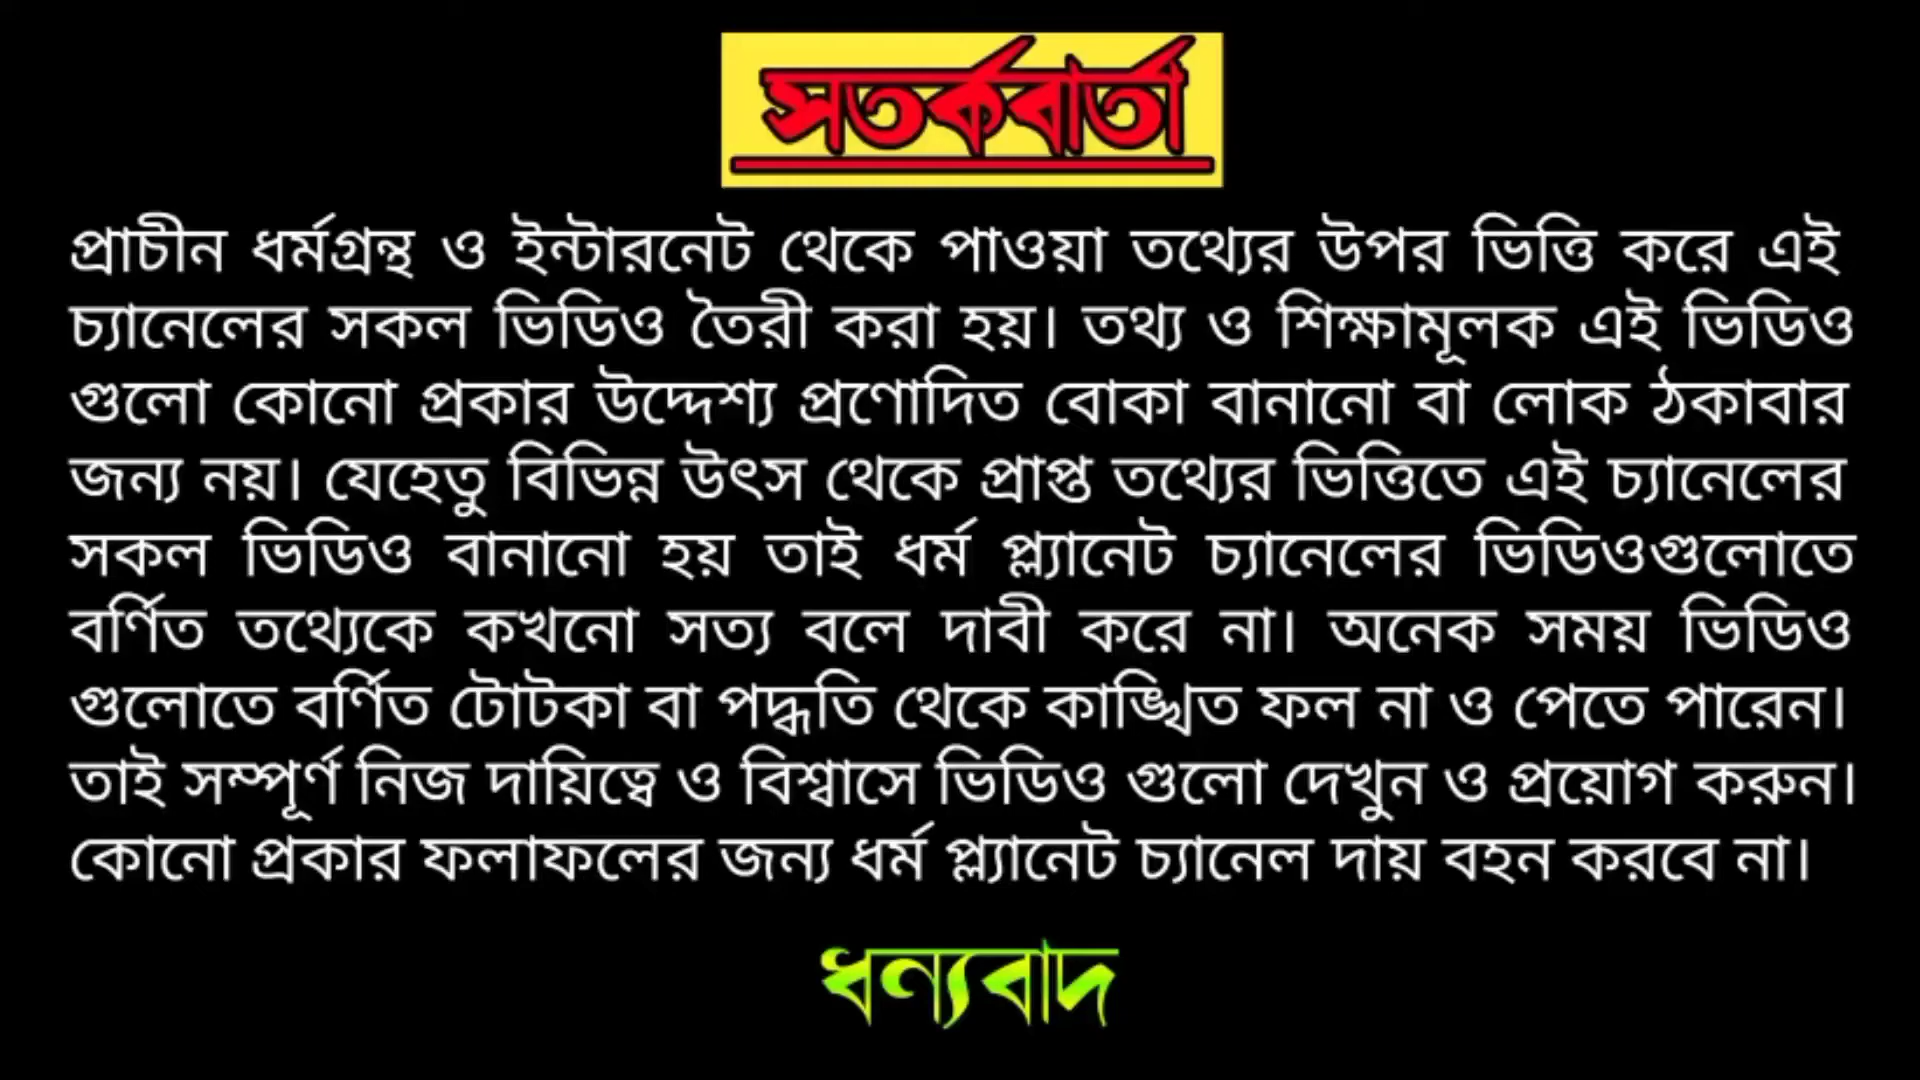 সতর্কবার্তা
প্রাচীন ধর্মগ্রন্থ ও ইন্টারনেট থেকে পাওয়া তথ্যের উপর ভিত্তি করে এই
চ্যানেলের সকল ভিডিও তৈরী করা হয়। তথ্য ও শিক্ষামূলক এই ভিডিও
গুলো কোনো প্রকার উদ্দেশ্য প্রণোদিত বোকা বানানো বা লোক ঠকাবার
জন্য নয়। যেহেতু বিভিন্ন উৎস থেকে প্রাপ্ত তথ্যের ভিত্তিতে এই চ্যানেলের
সকল ভিডিও বানানো হয় তাই ধর্ম প্ল্যানেট চ্যানেলের ভিডিওগুলোতে
বর্ণিত তথ্যেকে কখনো সত্য বলে দাবী করে না। অনেক সময় ভিডিও
গুলোতে বর্ণিত টোটকা বা পদ্ধতি থেকে কাঙ্খিত ফল না ও পেতে পারেন।
তাই সম্পূর্ণ নিজ দায়িত্বে ও বিশ্বাসে ভিডিও গুলো দেখুন ও প্রয়োগ করুন।
কোনো প্রকার ফলাফলের জন্য ধর্ম প্ল্যানেট চ্যানেল দায় বহন করবে না।
ধন্যবাদ